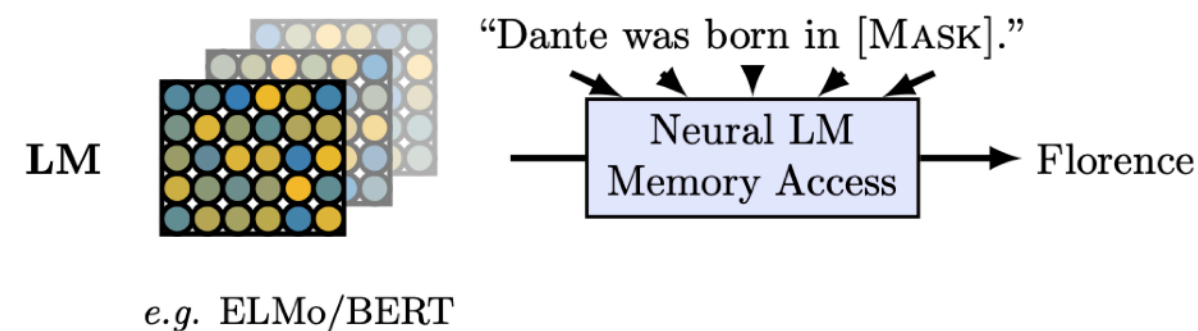 “Dante was born in [MASK].”
Neural LM
LM
Memory Access
Florence
e.g. ELMo/BERT